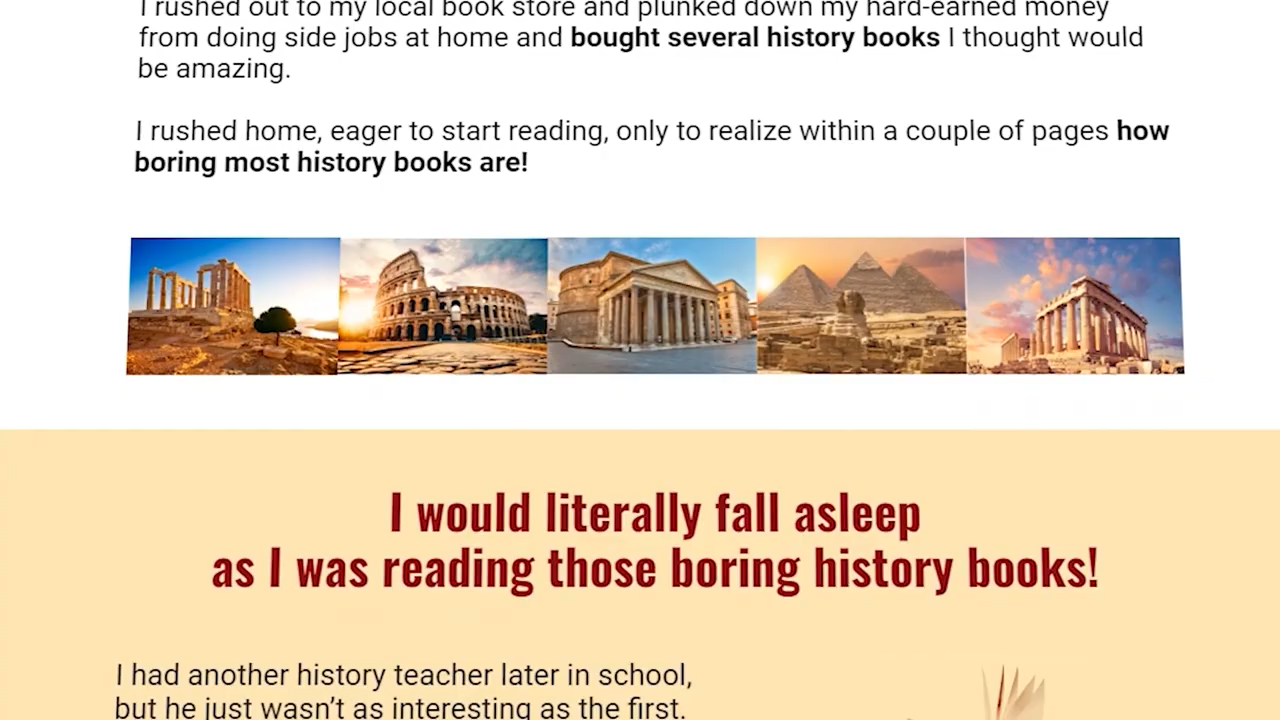 I rushed out to my local book store and plunked down my hard-earned money
from doing side jobs at home and bought several history books I thought would
be amazing.
I rushed home, eager to start reading, only to realize within a couple of pages how
boring most history books are!
I would literally fall asleep
as I was reading those boring history books!
I had another history teacher later in school,
but he just wasn't as interesting as the first.